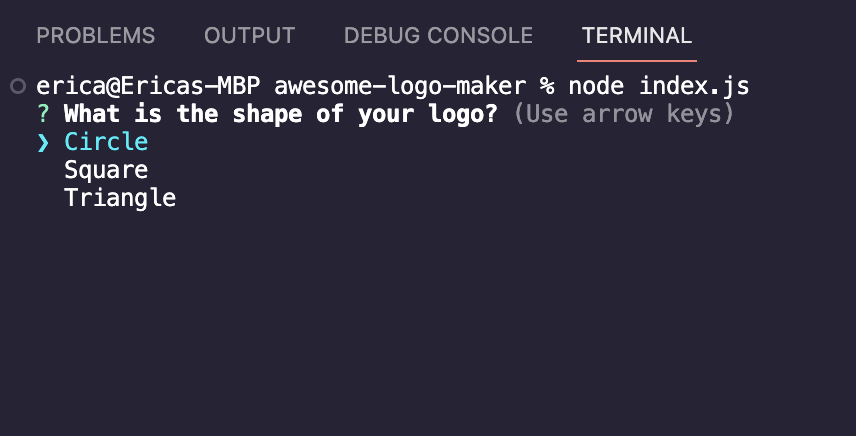 PROBLEMS OUTPUT DEBUG CONSOLE TERMINAL
erica@Ericas-MBP awesome-logo-maker % node index.js
? What is the shape of your logo? (Use arrow keys)
❯ Circle
Square
Triangle